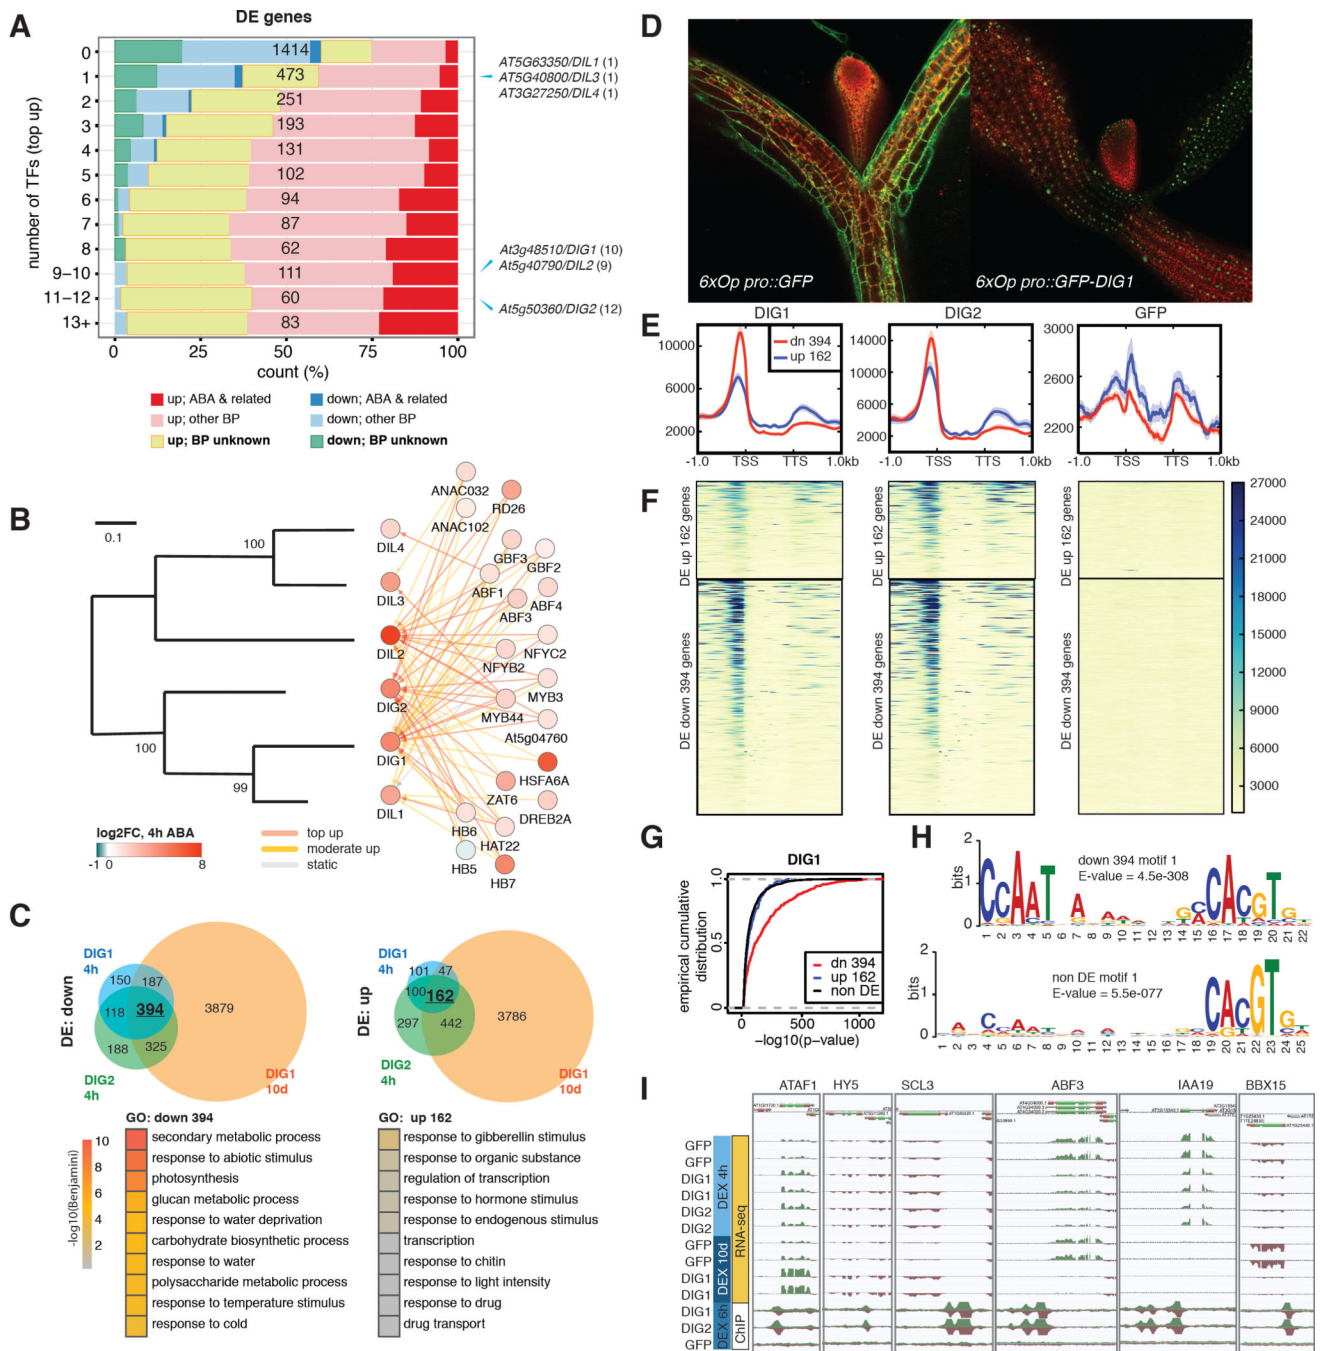 A
DE genes
number of TFs (top up)
0
1414
1
473
2
251
3
193
4
131
5
102
6
94
7
87
8
62
9–10
111
11–12
60
13+
83
0 25 50 75 100
count (%)
AT5G63350/DIL1 (1)
AT5G40800/DIL3 (1)
AT3G27250/DIL4 (1)
At3g48510/DIG1 (10)
At5g40790/DIL2 (9)
At5g50360/DIG2 (12)
up; ABA & related
down; ABA & related
up; other BP
down; other BP
up; BP unknown
down; BP unknown
B
0.1
100
100
99
DIL4
DIL3
DIL2
DIG2
DIG1
DIL1
ANAC032
RD26
ANAC102
GBF3
GBF2
ABF1
ABF4
ABF3
NFYC2
NFYB2
MYB3
MYB44
At5g04760
HSFA6A
ZAT6
DREB2A
HB6
HAT22
HB5
HB7
log2FC, 4h ABA
-1 0 8
top up
moderate up
static
C
DE: down
DIG1
4h
150 187
118 394
3879
188 325
DIG2
4h
DIG1
10d
DE: up
DIG1
4h
101 47
100 162
3786
297 442
DIG2
4h
DIG1
10d
-log10(Benjamini)
10
8
6
4
2
GO: down 394
secondary metabolic process
response to abiotic stimulus
photosynthesis
glucan metabolic process
response to water deprivation
carbohydrate biosynthetic process
response to water
polysaccharide metabolic process
response to temperature stimulus
response to cold
GO: up 162
response to gibberellin stimulus
response to organic substance
regulation of transcription
response to hormone stimulus
response to endogenous stimulus
transcription
response to chitin
response to light intensity
response to drug
drug transport
D
6xOp pro::GFP
6xOp pro::GFP-DIG1
E
DIG1
10000
6000
2000
dn 394
up 162
-1.0 TSS TTS 1.0kb
DIG2
14000
10000
6000
2000
-1.0 TSS TTS 1.0kb
GFP
3000
2600
2200
-1.0 TSS TTS 1.0kb
F
DE up 162 genes
DE down 394 genes
DE up 162 genes
DE down 394 genes
DE up 162 genes
DE down 394 genes
27000
24000
21000
18000
15000
12000
9000
6000
3000
G
DIG1
empirical cumulative
distribution
1.0
0.5
0
dn 394
up 162
non DE
0 500 1000
−log10(p−value)
H
bits
2
1
0
down 394 motif 1
E-value = 4.5e-308
1 2 3 4 5 6 7 8 9 10 11 12 13 14 15 16 17 18 19 20 21 22
bits
2
1
0
non DE motif 1
E-value = 5.5e-077
1 2 3 4 5 6 7 8 9 10 11 12 13 14 15 16 17 18 19 20 21 22 23 24 25
I
ATAF1 HY5 SCL3 ABF3 IAA19 BBX15
DEX 4h
DEX 10d
DEX 6h
RNA-seq
ChIP
GFP
GFP
DIG1
DIG1
DIG2
DIG2
GFP
GFP
DIG1
DIG1
DIG1
DIG2
GFP